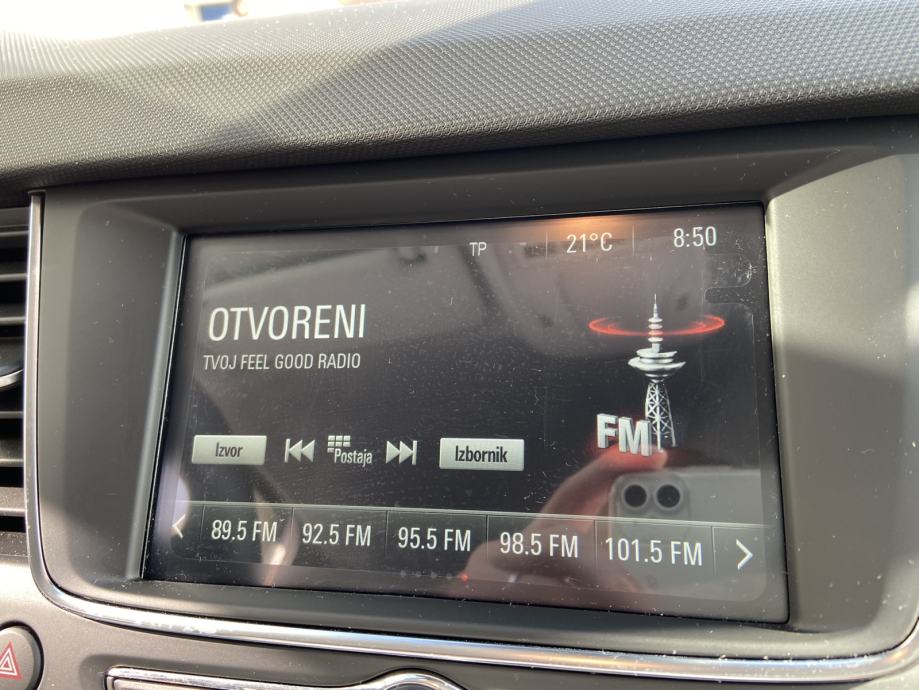 TP 21°C 8:50
OTVORENI
TVOJ FEEL GOOD RADIO
FM
Izvor Postaja Izbornik
89.5 FM 92.5 FM 95.5 FM 98.5 FM 101.5 FM